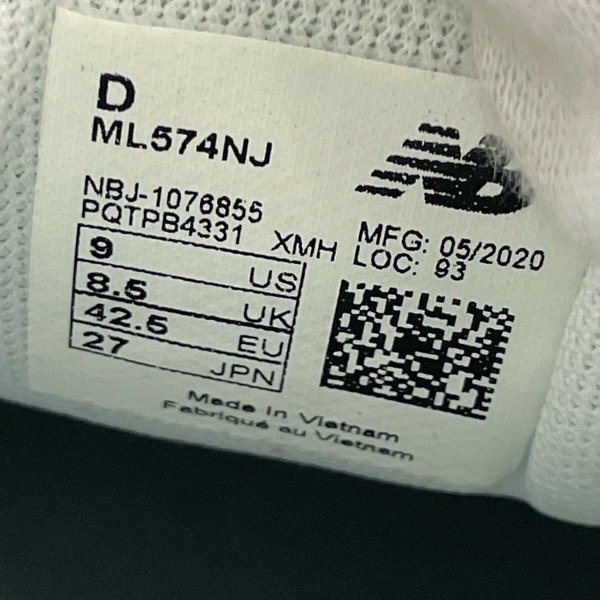 D
ML574NJ
NBJ-1076855
PQTPB4331 XMH
9 US
8.5 UK
42.5 EU
27 JPN
NB
MFG: 05/2020
LOC: 93
Made In Vietnam
Fabriqué au Vietnam